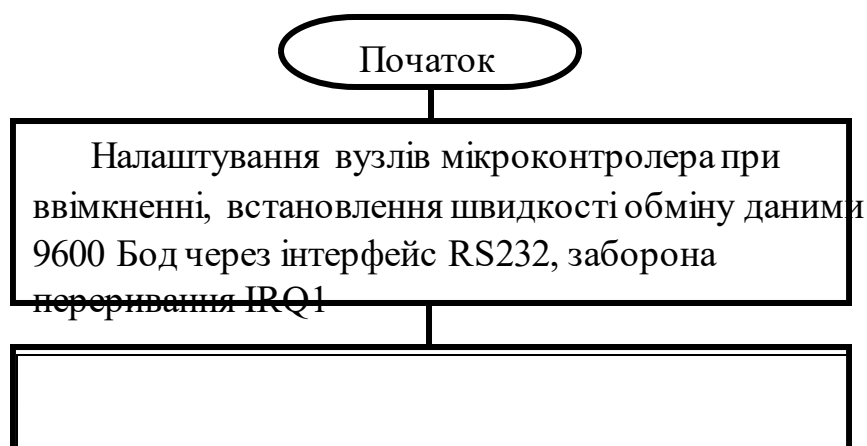 Початок
Налаштування вузлів мікроконтролера при
ввімкненні, встановлення швидкості обміну даними
9600 Бод через інтерфейс RS232, заборона
переривання IRQ1